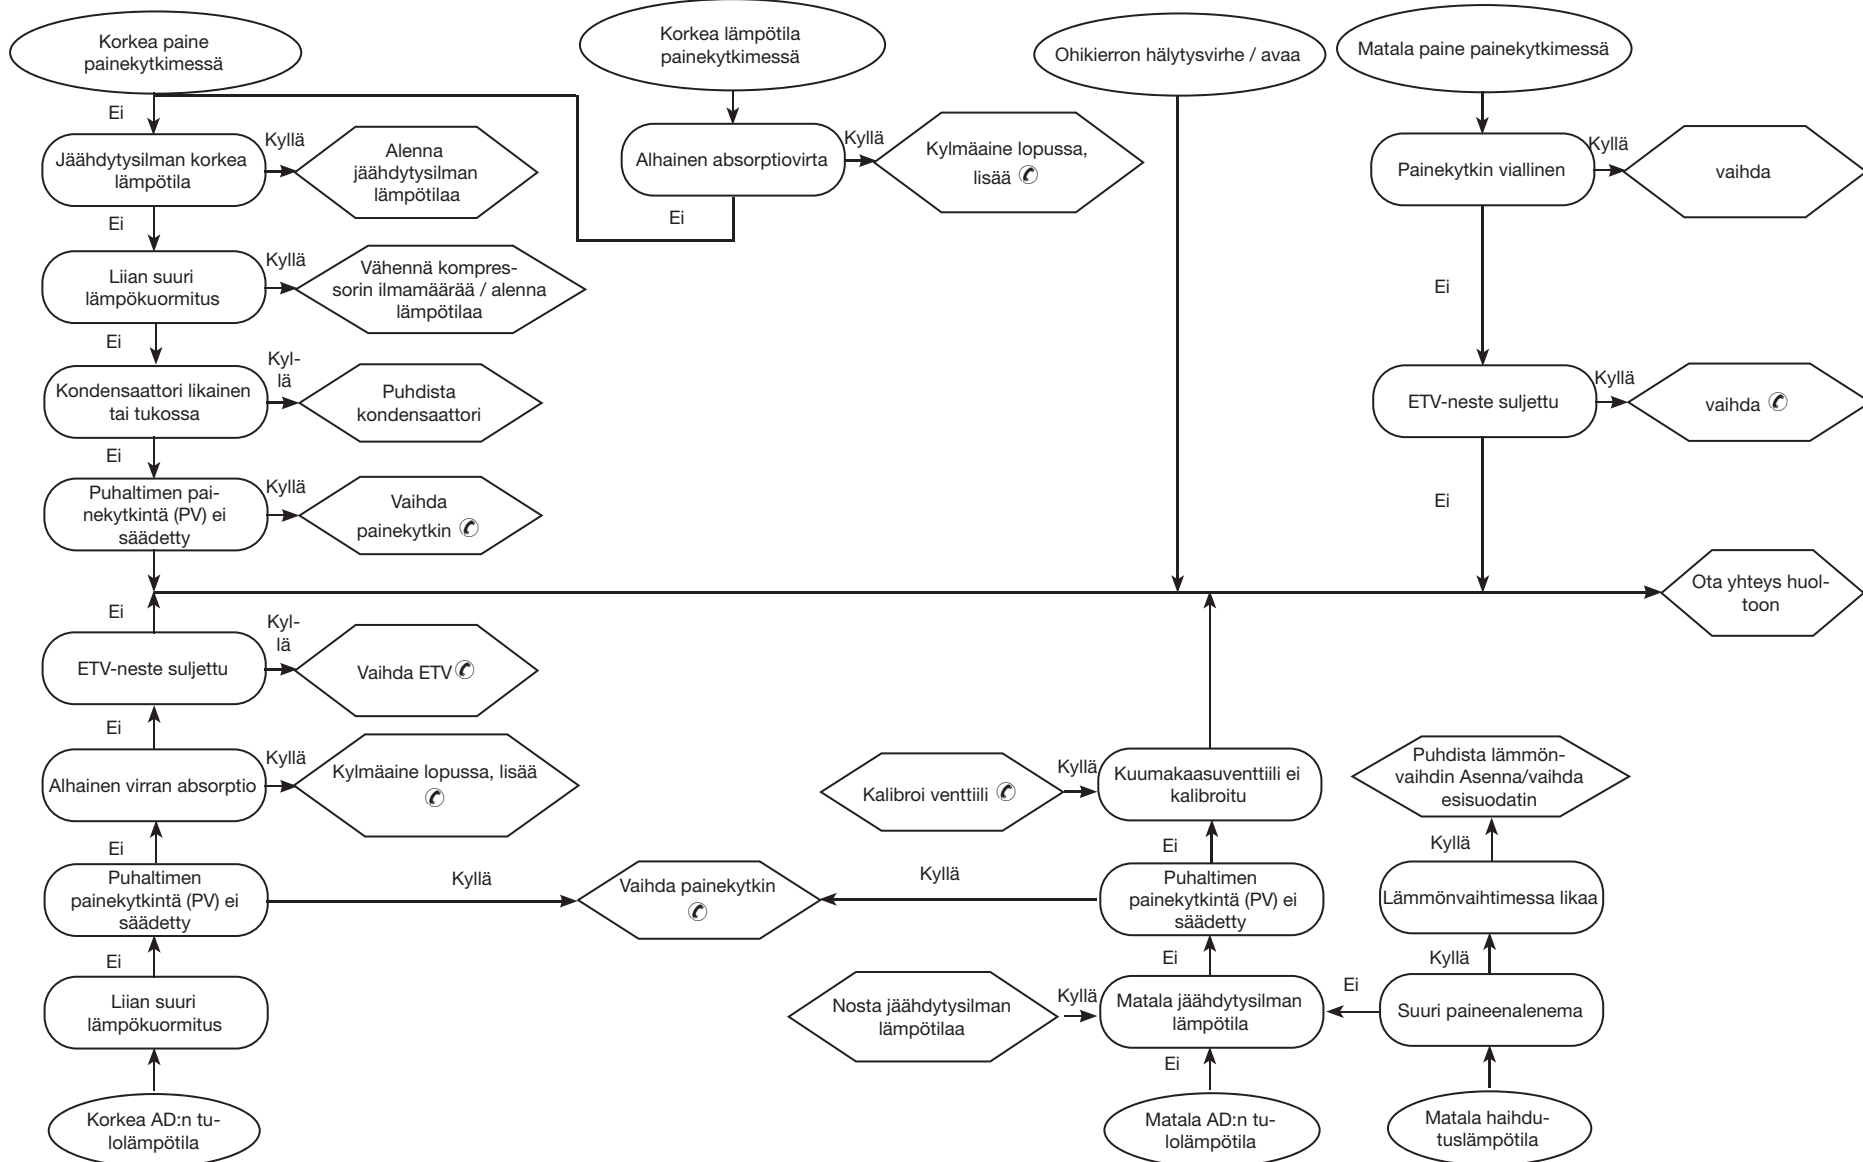 Korkea paine
painekytkimessä
Korkea lämpötila
painekytkimessä
Ohikierron hälytysvirhe / avaa
Matala paine painekytkimessä
Ei
Kyllä
Jäähdytysilman korkea
lämpötila
Alenna
jäähdytysilman
lämpötilaa
Alhainen absorptiovirta
Kyllä
Kylmäaine lopussa,
lisää ✆
Ei
Painekytkin viallinen
Kyllä
vaihda
Ei
Kyllä
Liian suuri
lämpökuormitus
Vähennä kompres-
sorin ilmamäärää / alenna
lämpötilaa
Ei
Ei
Kyl-
lä
Kondensaattori likainen
tai tukossa
Puhdista
kondensaattori
ETV-neste suljettu
Kyllä
vaihda ✆
Ei
Kyllä
Puhaltimen pai-
nekytkintä (PV) ei
säädetty
Vaihda
painekytkin ✆
Ei
Ota yhteys huol-
toon
Ei
Kyl-
lä
ETV-neste suljettu
Vaihda ETV ✆
Ei
Kyllä
Alhainen virran absorptio
Kylmäaine lopussa, lisää
✆
Kalibroi venttiili ✆
Kyllä
Kuumakaasuventtiili ei
kalibroitu
Puhdista lämmön-
vaihdin Asenna/vaihda
esisuodatin
Ei
Ei
Kyllä
Puhaltimen
painekytkintä (PV) ei
säädetty
Kyllä
Vaihda painekytkin
✆
Kyllä
Puhaltimen
painekytkintä (PV) ei
säädetty
Lämmönvaihtimessa likaa
Ei
Ei
Kyllä
Liian suuri
lämpökuormitus
Nosta jäähdytysilman
lämpötilaa
Kyllä
Matala jäähdytysilman
lämpötila
Ei
Suuri paineenalenema
Ei
Korkea AD:n tu-
lolämpötila
Matala AD:n tu-
lolämpötila
Matala haihdu-
tuslämpötila